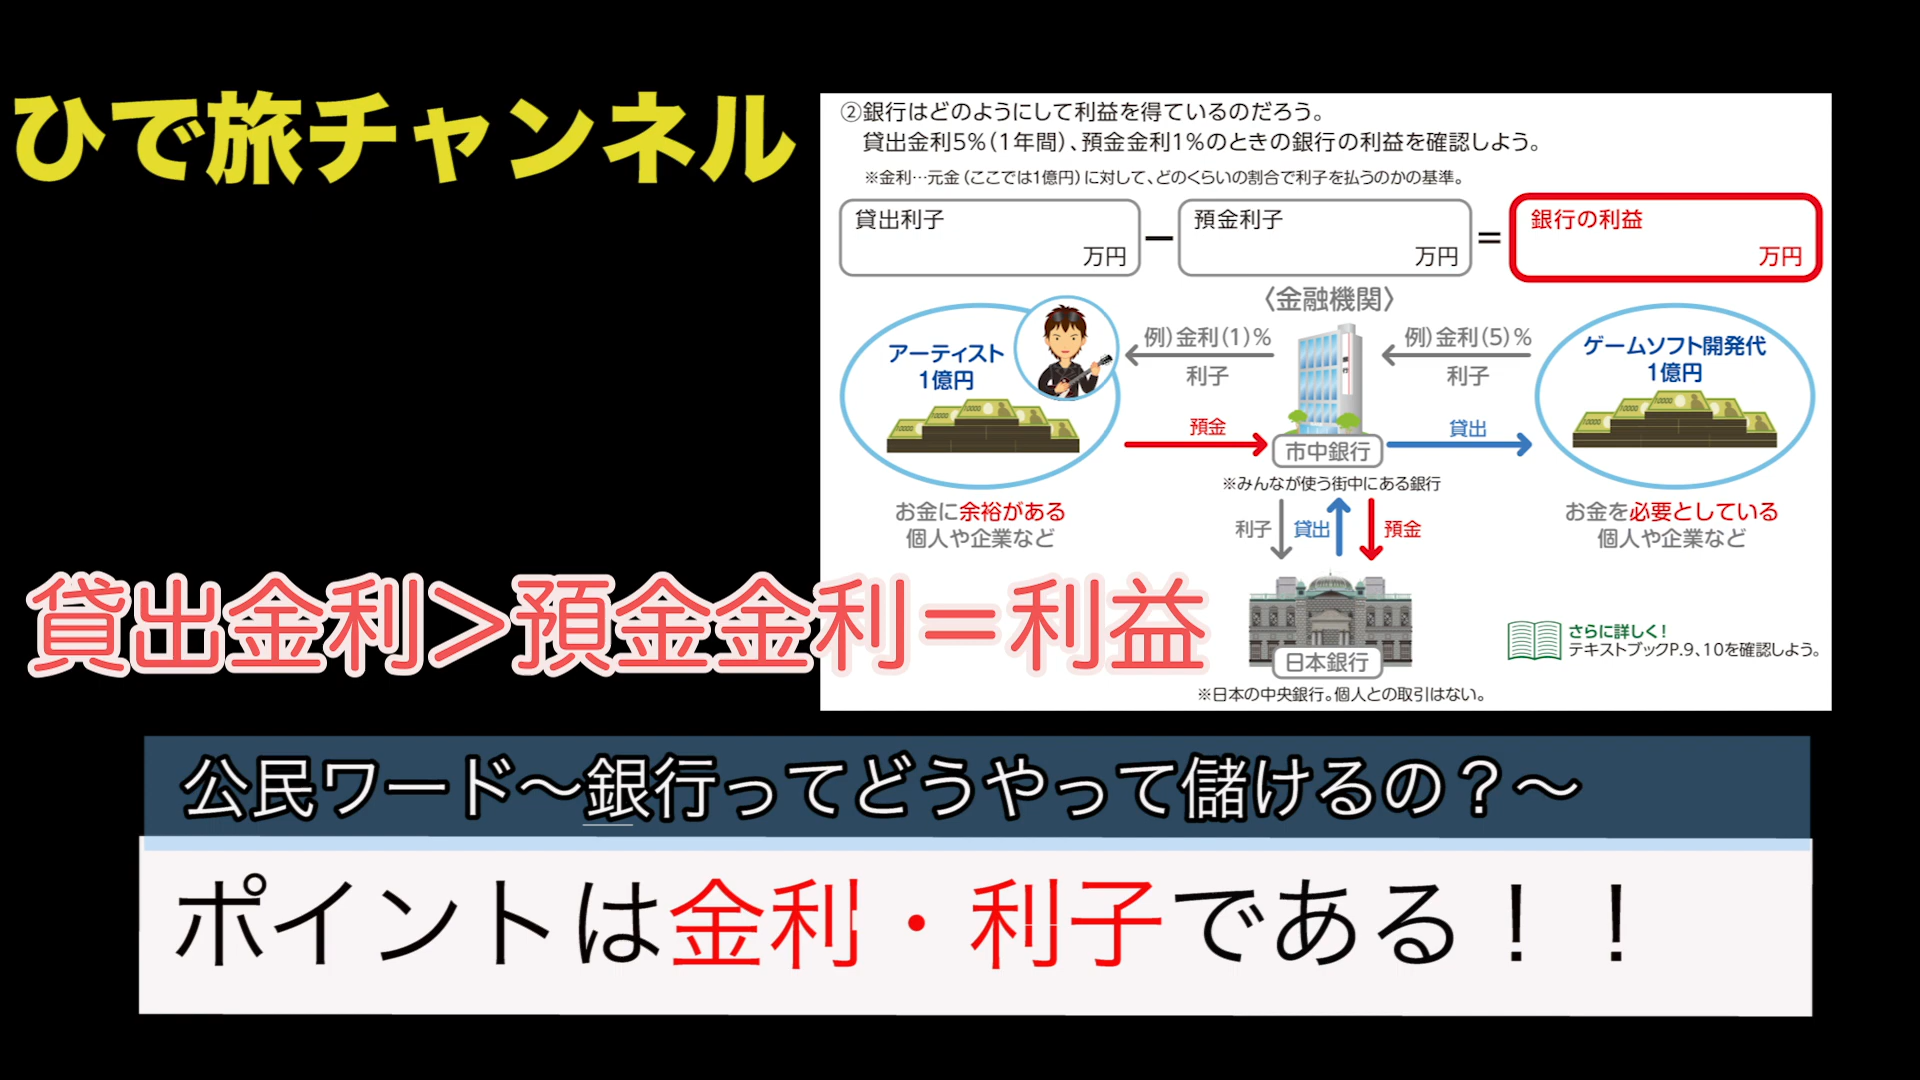 ひで旅チャンネル
②銀行はどのようにして利益を得ているのだろう。
貸出金利5%(1年間)、預金金利1%のときの銀行の利益を確認しよう。
※金利…元金(ここでは1億円)に対して、どのくらいの割合で利子を払うのかの基準。
貸出利子
万円
－
預金利子
万円
＝
銀行の利益
万円
〈金融機関〉
アーティスト
1億円
例)金利(1)%
利子
預金
銀行
市中銀行
※みんなが使う街中にある銀行
例)金利(5)%
利子
貸出
ゲームソフト開発代
1億円
お金に余裕がある
個人や企業など
利子
貸出
預金
お金を必要としている
個人や企業など
日本銀行
※日本の中央銀行。個人との取引はない。
さらに詳しく!
テキストブックP.9、10を確認しよう。
貸出金利>預金金利=利益
公民ワード～銀行ってどうやって儲けるの？～
ポイントは金利・利子である！！